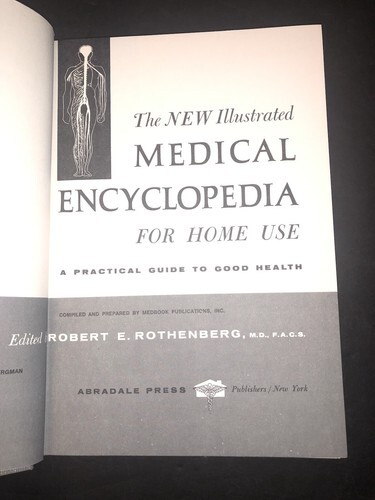 The NEW Illustrated
MEDICAL
ENCYCLOPEDIA
FOR HOME USE
A PRACTICAL GUIDE TO GOOD HEALTH
COMPILED AND PREPARED BY MEDBOOK PUBLICATIONS, INC.
Edited ROBERT E. ROTHENBERG, M.D., F.A.C.S.
RGMAN
ABRADALE PRESS Publishers / New York